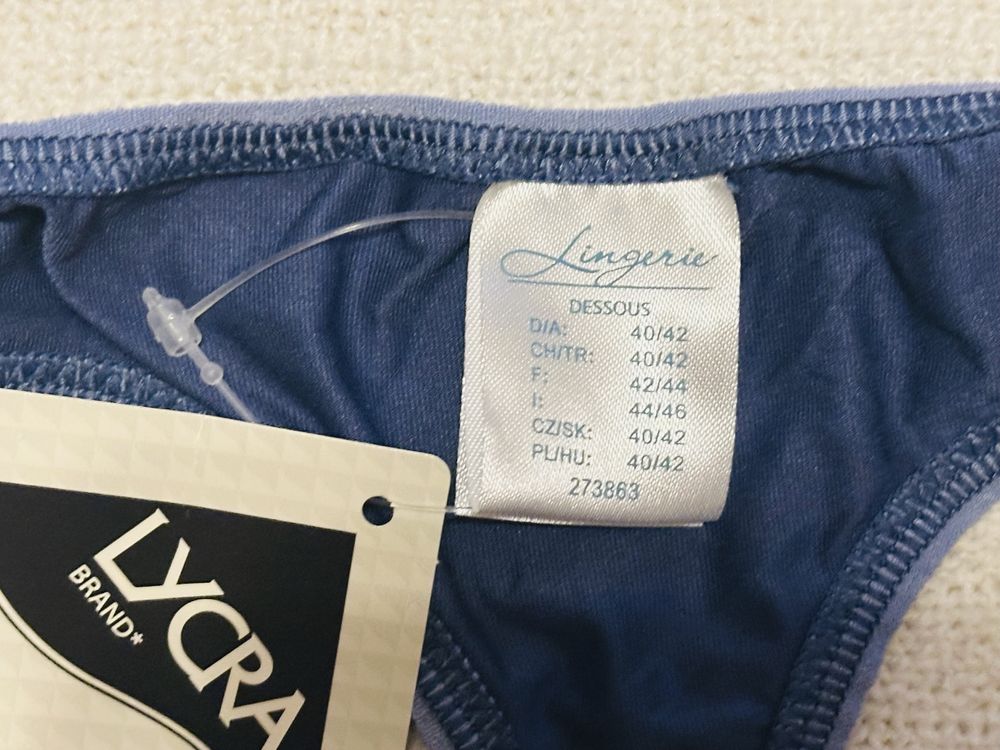 Lingerie
DESSOUS
D/A: 40/42
CH/TR: 40/42
F: 42/44
I: 44/46
CZ/SK: 40/42
PL/HU: 40/42
273863
LYCRA
BRAND*